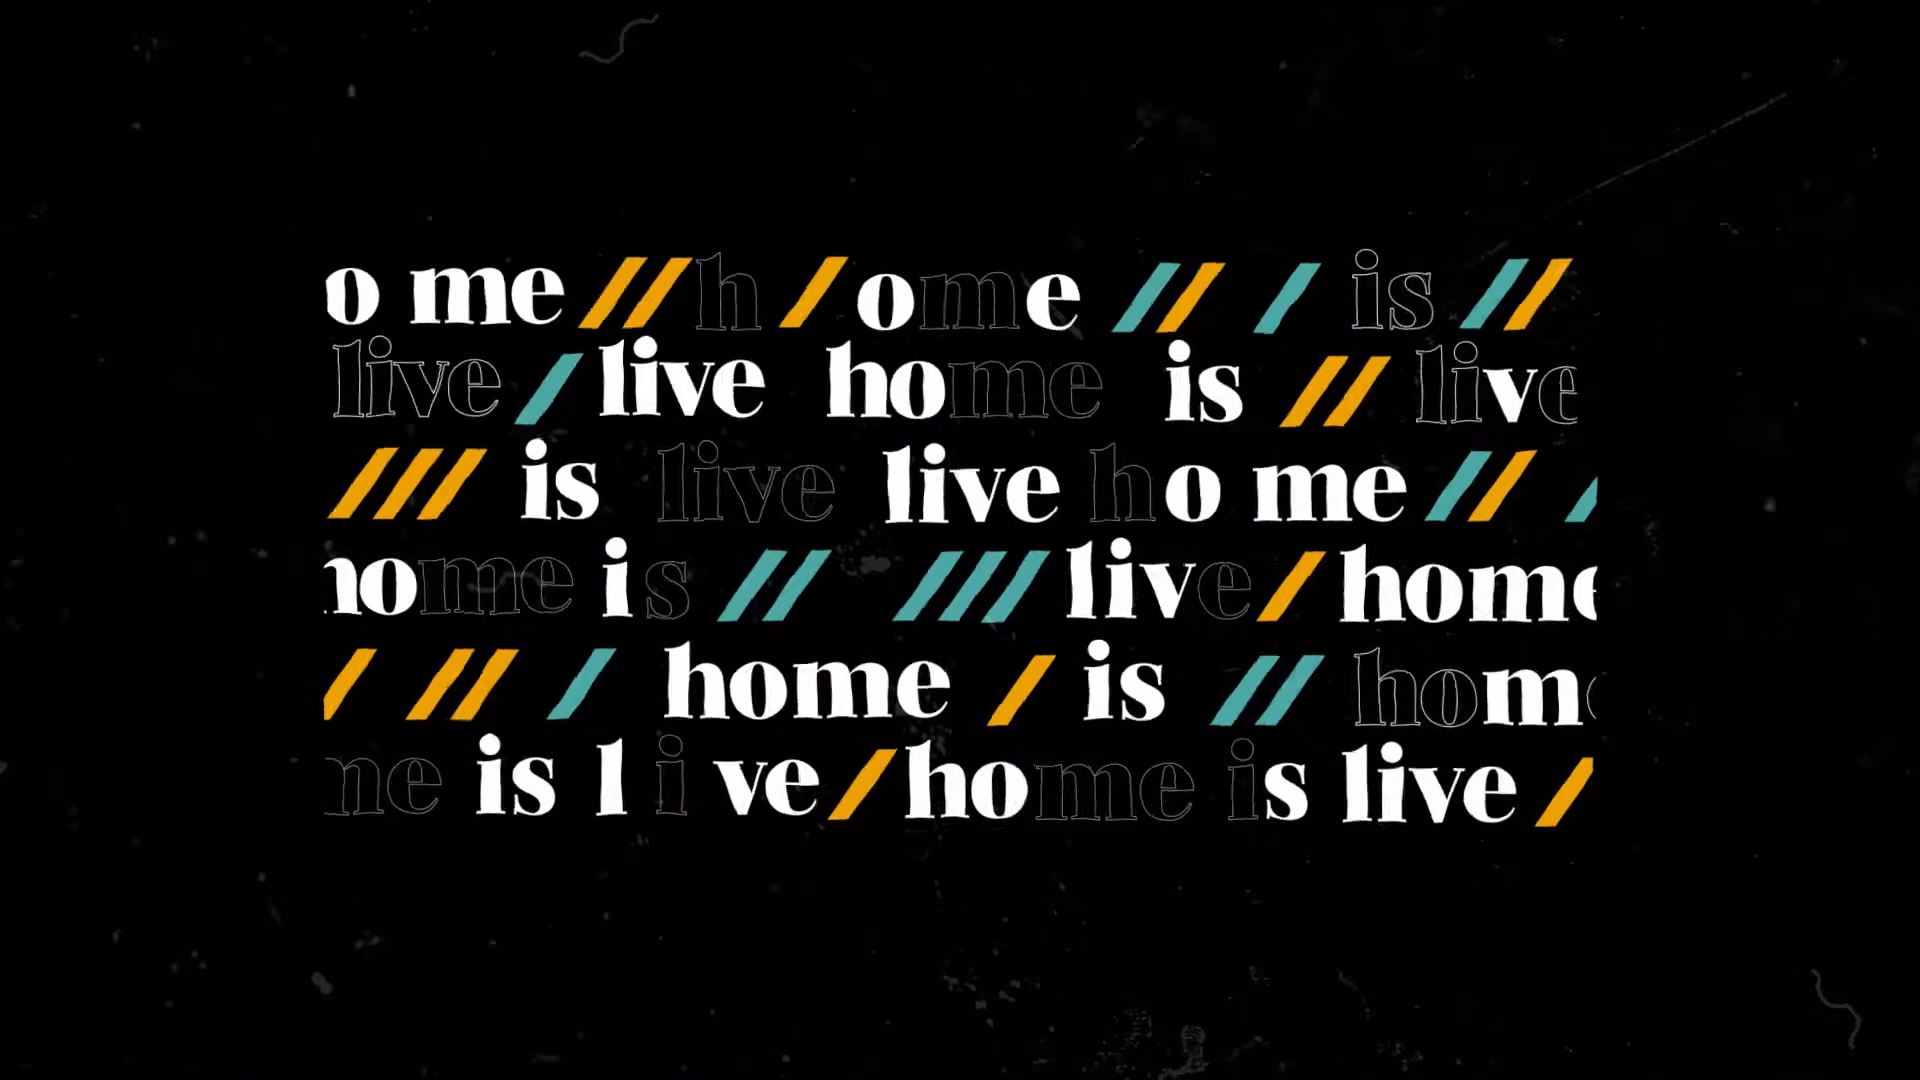 o me // h / ome // / is //
live / live home is // live
/// is live live ho me // /
home is // /// live / home
/ // / home / is // hom
me is l i ve / home is live /